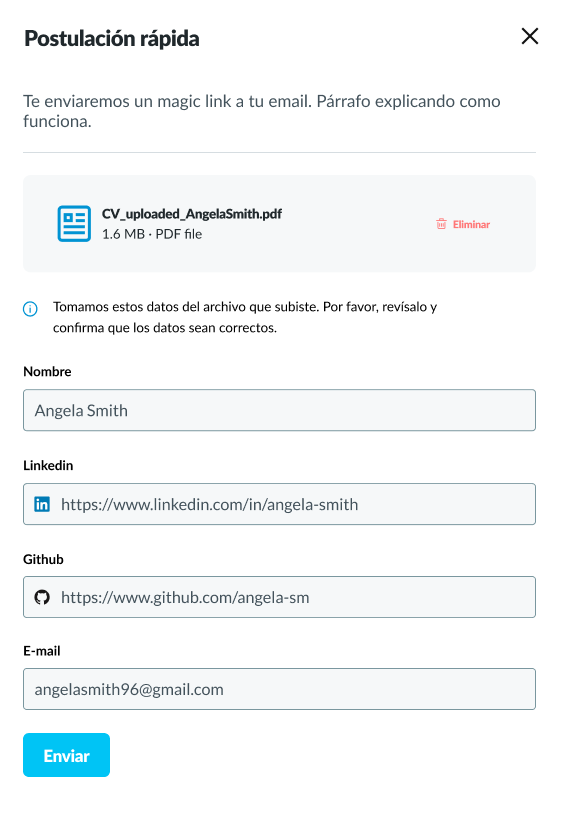 Postulación rápida
Te enviaremos un magic link a tu email. Párrafo explicando como
funciona.
CV_uploaded_AngelaSmith.pdf
1.6 MB · PDF file
Eliminar
Tomamos estos datos del archivo que subiste. Por favor, revísalo y
confirma que los datos sean correctos.
Nombre
Angela Smith
Linkedin
in https://www.linkedin.com/in/angela-smith
Github
https://www.github.com/angela-sm
E-mail
angelasmith96@gmail.com
Enviar